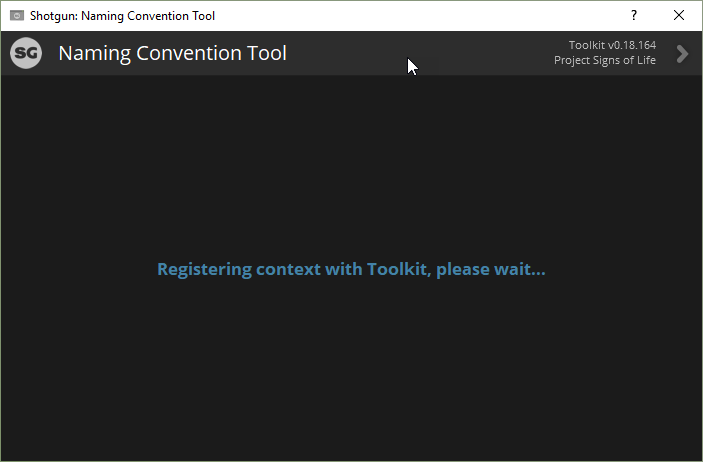 Shotgun: Naming Convention Tool
?
SG
Naming Convention Tool
Toolkit v0.18.164
Project Signs of Life
Registering context with Toolkit, please wait...